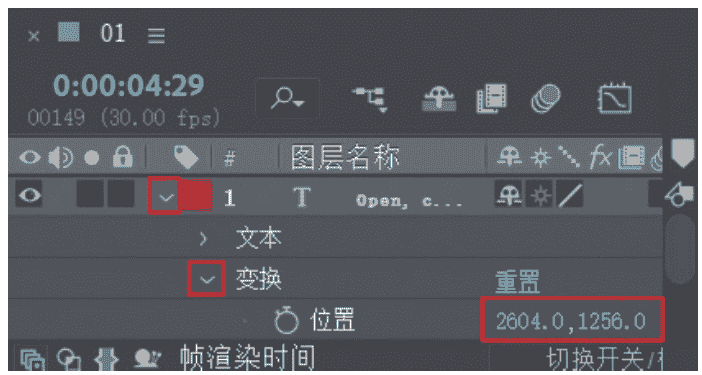 01
0:00:04:29
00149 (30.00 fps)
# 图层名称 fx
1 T Open, c...
文本
变换 重置
位置 2604.0,1256.0
帧渲染时间 切换开关/